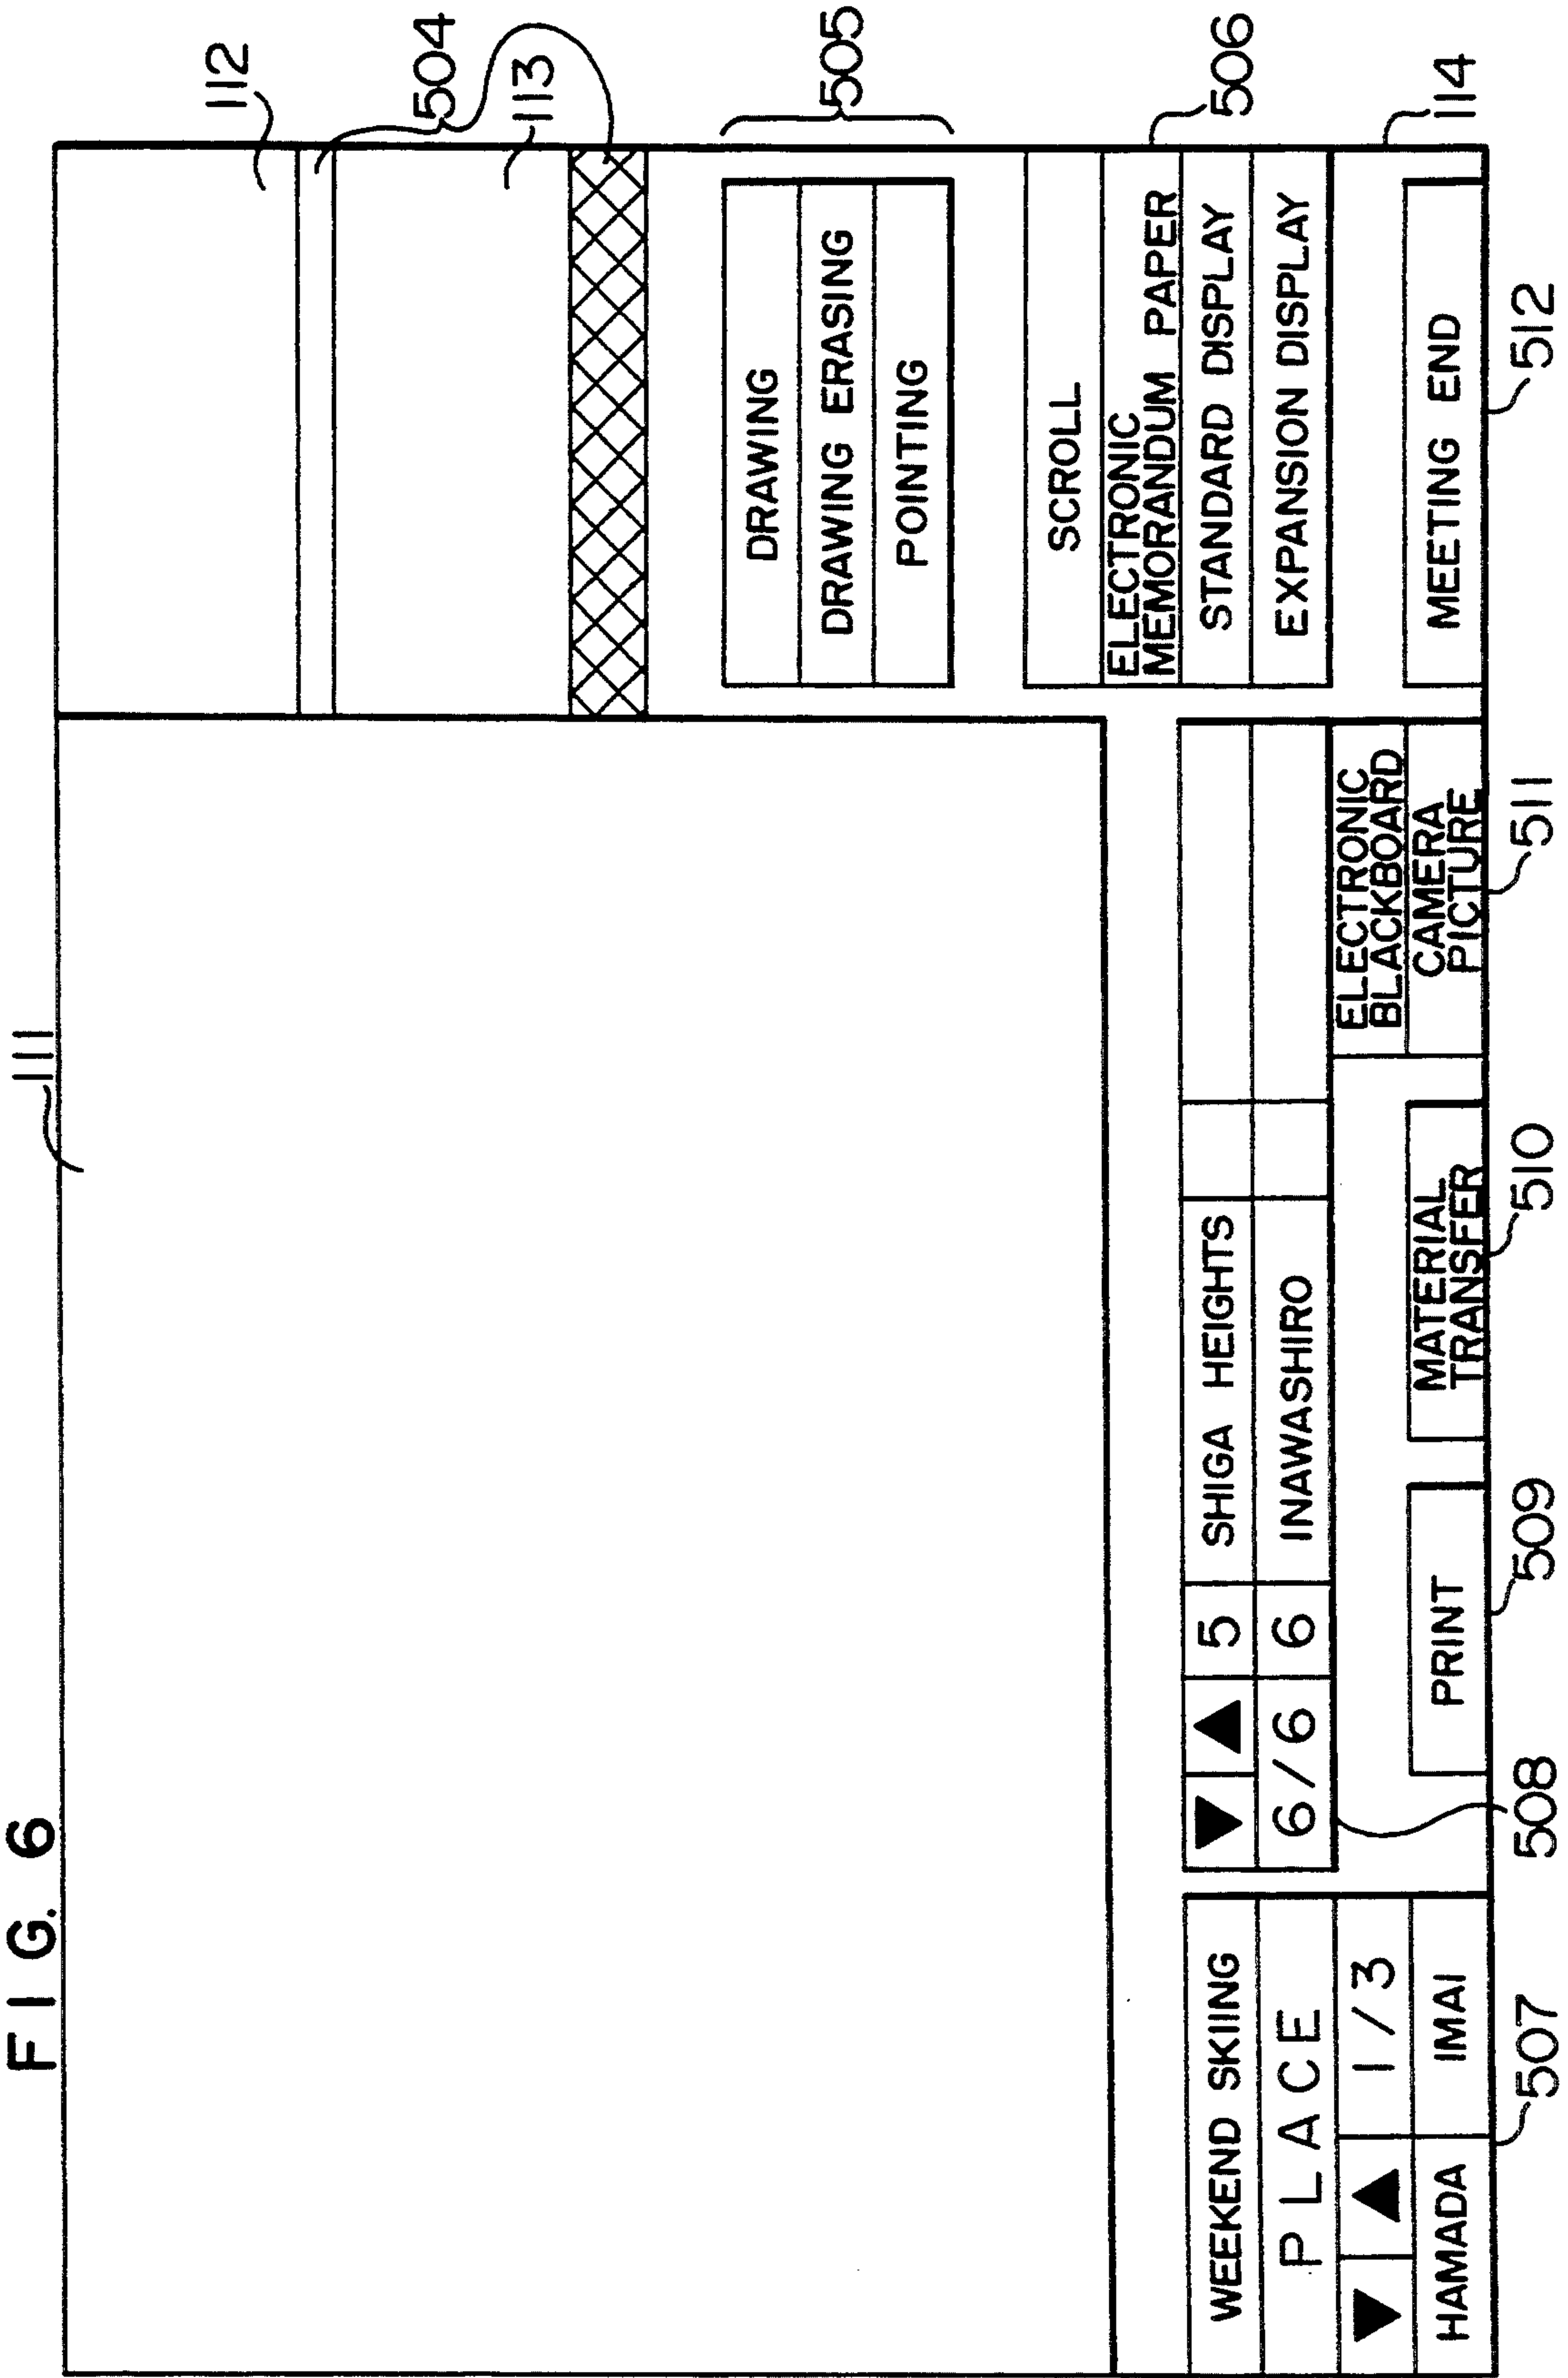 FIG. 6
111
112
504
113
505
DRAWING
DRAWING ERASING
POINTING
SCROLL
ELECTRONIC
MEMORANDUM PAPER
506
STANDARD DISPLAY
EXPANSION DISPLAY
114
MEETING END
512
WEEKEND SKIING
PLACE
▼ ▲ 1/3
HAMADA IMAI
507
▼ ▲ 5 SHIGA HEIGHTS
6/6 6 INAWASHIRO
508
PRINT
509
MATERIAL
TRANSFER
510
ELECTRONIC
BLACKBOARD
CAMERA
PICTURE
511